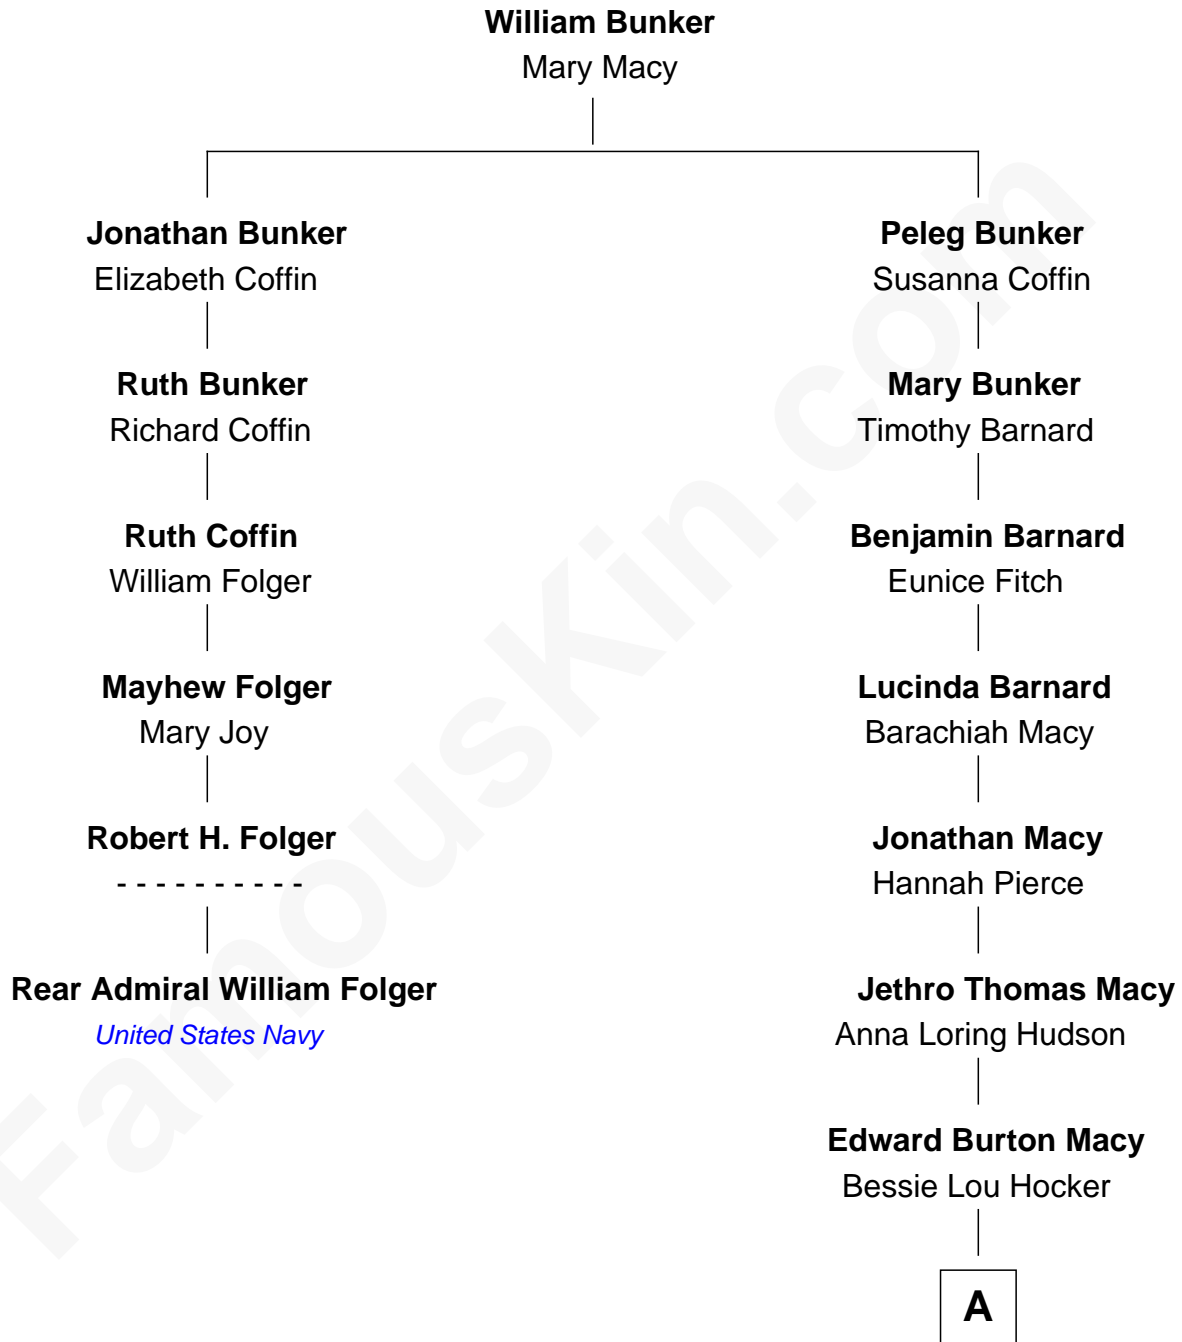 William Bunker
Mary Macy
Jonathan Bunker
Elizabeth Coffin
Peleg Bunker
Susanna Coffin
Ruth Bunker
Richard Coffin
Mary Bunker
Timothy Barnard
Ruth Coffin
William Folger
Benjamin Barnard
Eunice Fitch
Mayhew Folger
Mary Joy
Lucinda Barnard
Barachiah Macy
Robert H. Folger
- - - - - - - - - -
Jonathan Macy
Hannah Pierce
Rear Admiral William Folger
United States Navy
Jethro Thomas Macy
Anna Loring Hudson
Edward Burton Macy
Bessie Lou Hocker
A
FamousKin.com